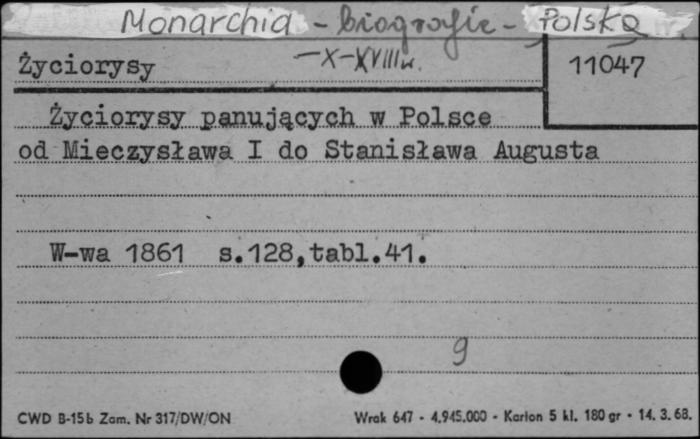 Monarchia - biografie - Polska
Życiorysy - X-XVIII w.
11047
Życiorysy panujących w Polsce
od Mieczysława I do Stanisława Augusta
W-wa 1861 s.128,tabl.41.
9
CWD B-15b Zam. Nr 317/DW/ON Wrak 647 - 4.945.000 - Karton 5 kl. 180 gr - 14. 3. 68.